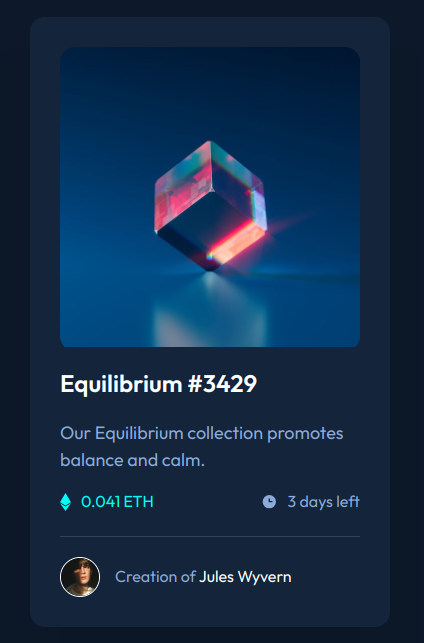 Equilibrium #3429
Our Equilibrium collection promotes
balance and calm.
0.041 ETH
3 days left
Creation of Jules Wyvern